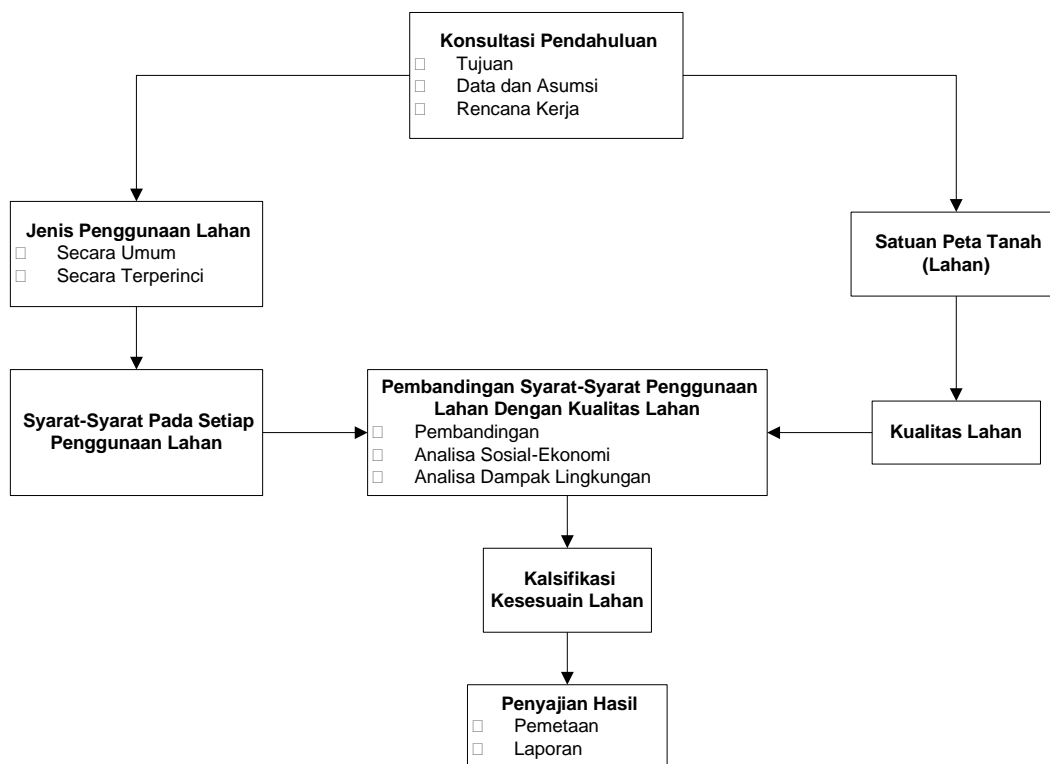 Konsultasi Pendahuluan
Tujuan
Data dan Asumsi
Rencana Kerja
Jenis Penggunaan Lahan
Secara Umum
Secara Terperinci
Satuan Peta Tanah
(Lahan)
Syarat-Syarat Pada Setiap
Penggunaan Lahan
Pembandingan Syarat-Syarat Penggunaan
Lahan Dengan Kualitas Lahan
Pembandingan
Analisa Sosial-Ekonomi
Analisa Dampak Lingkungan
Kualitas Lahan
Kalsifikasi
Kesesuain Lahan
Penyajian Hasil
Pemetaan
Laporan